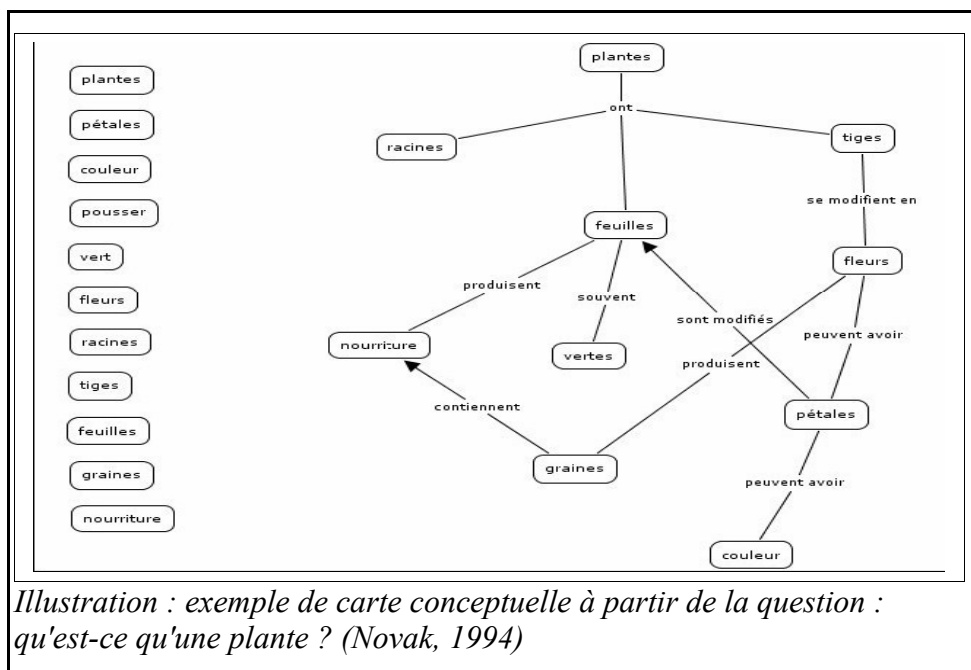 plantes
pétales
couleur
pousser
vert
fleurs
racines
tiges
feuilles
graines
nourriture
plantes
ont
racines
tiges
se modifient en
feuilles
fleurs
produisent
souvent
sont modifiés
peuvent avoir
nourriture
vertes
produisent
contiennent
pétales
graines
peuvent avoir
couleur
Illustration : exemple de carte conceptuelle à partir de la question :
qu'est-ce qu'une plante ? (Novak, 1994)